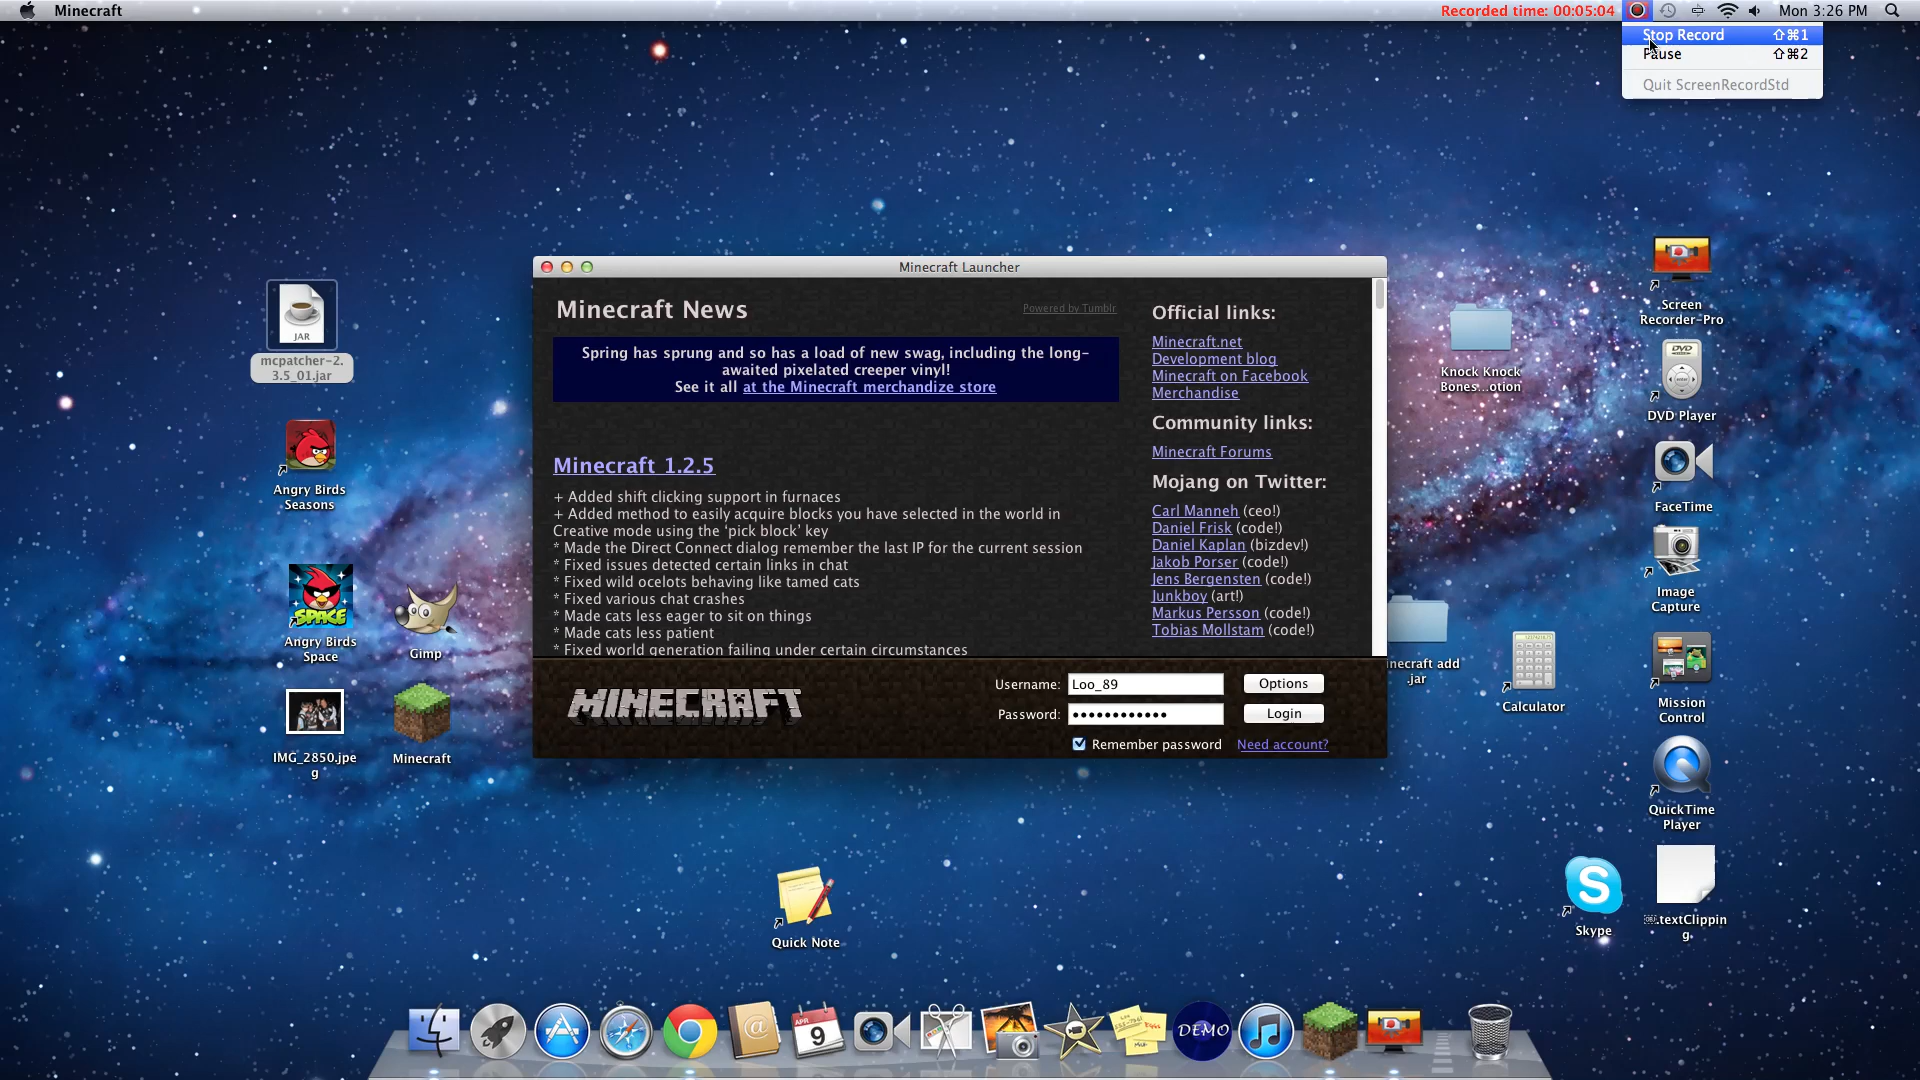 Minecraft
Recorded time: 00:05:04
Mon 3:26 PM
Stop Record ⇧⌘1
Pause ⇧⌘2
Quit ScreenRecordStd
Minecraft Launcher
Minecraft News
Powered by Tumblr
Spring has sprung and so has a load of new swag, including the long-
awaited pixelated creeper vinyl!
See it all at the Minecraft merchandize store
Minecraft 1.2.5
+ Added shift clicking support in furnaces
+ Added method to easily acquire blocks you have selected in the world in
Creative mode using the ‘pick block’ key
* Made the Direct Connect dialog remember the last IP for the current session
* Fixed issues detected certain links in chat
* Fixed wild ocelots behaving like tamed cats
* Fixed various chat crashes
* Made cats less eager to sit on things
* Made cats less patient
* Fixed world generation failing under certain circumstances
Official links:
Minecraft.net
Development blog
Minecraft on Facebook
Merchandise
Community links:
Minecraft Forums
Mojang on Twitter:
Carl Manneh (ceo!)
Daniel Frisk (code!)
Daniel Kaplan (bizdev!)
Jakob Porser (code!)
Jens Bergensten (code!)
Junkboy (art!)
Markus Persson (code!)
Tobias Mollstam (code!)
MINECRAFT
Username: Loo_89
Options
Password: ••••••••••••
Login
Remember password
Need account?
JAR
mcpatcher-2.
3.5_01.jar
Angry Birds
Seasons
SPACE
Angry Birds
Space
Gimp
IMG_2850.jpe
g
Minecraft
Quick Note
Knock Knock
Bones...otion
inecraft add
.jar
Calculator
Skype
Screen
Recorder-Pro
DVD
DVD Player
FaceTime
Image
Capture
Mission
Control
QuickTime
Player
.textClippin
g
APR
9
DEMO